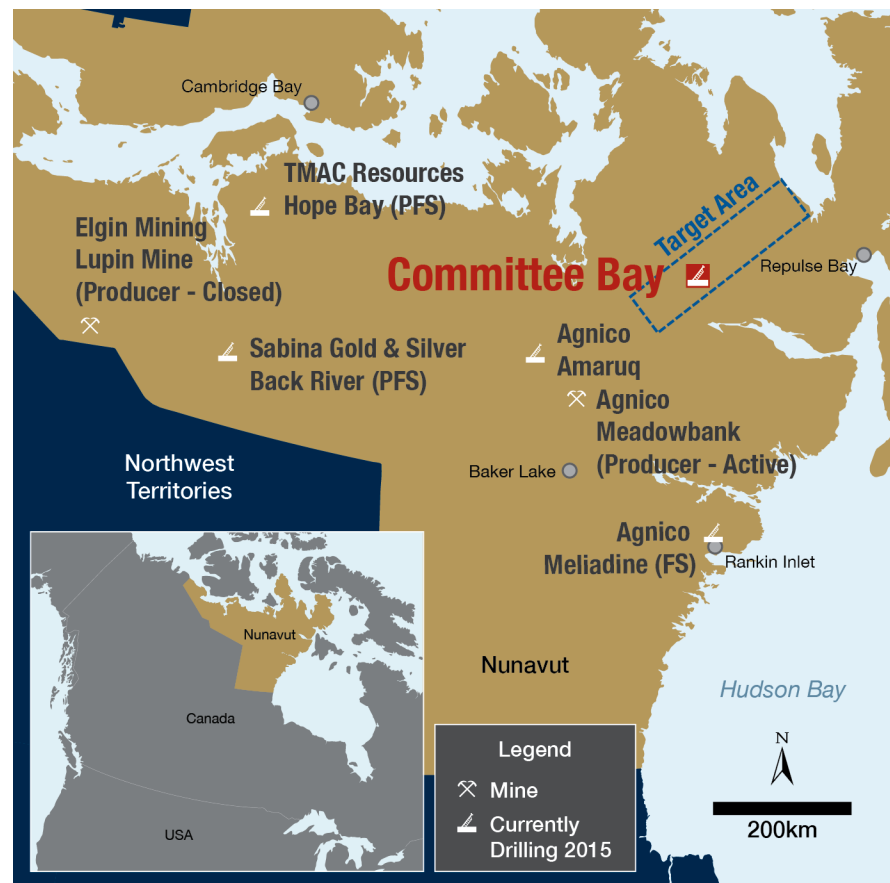 Cambridge Bay
TMAC Resources
Hope Bay (PFS)
Elgin Mining
Lupin Mine
(Producer - Closed)
Target Area
Committee Bay
Repulse Bay
Sabina Gold & Silver
Back River (PFS)
Agnico
Amaruq
Agnico
Meadowbank
(Producer - Active)
Northwest
Territories
Baker Lake
Agnico
Meliadine (FS)
Rankin Inlet
Nunavut
Hudson Bay
Nunavut
Canada
USA
Legend
Mine
Currently
Drilling 2015
N
200km